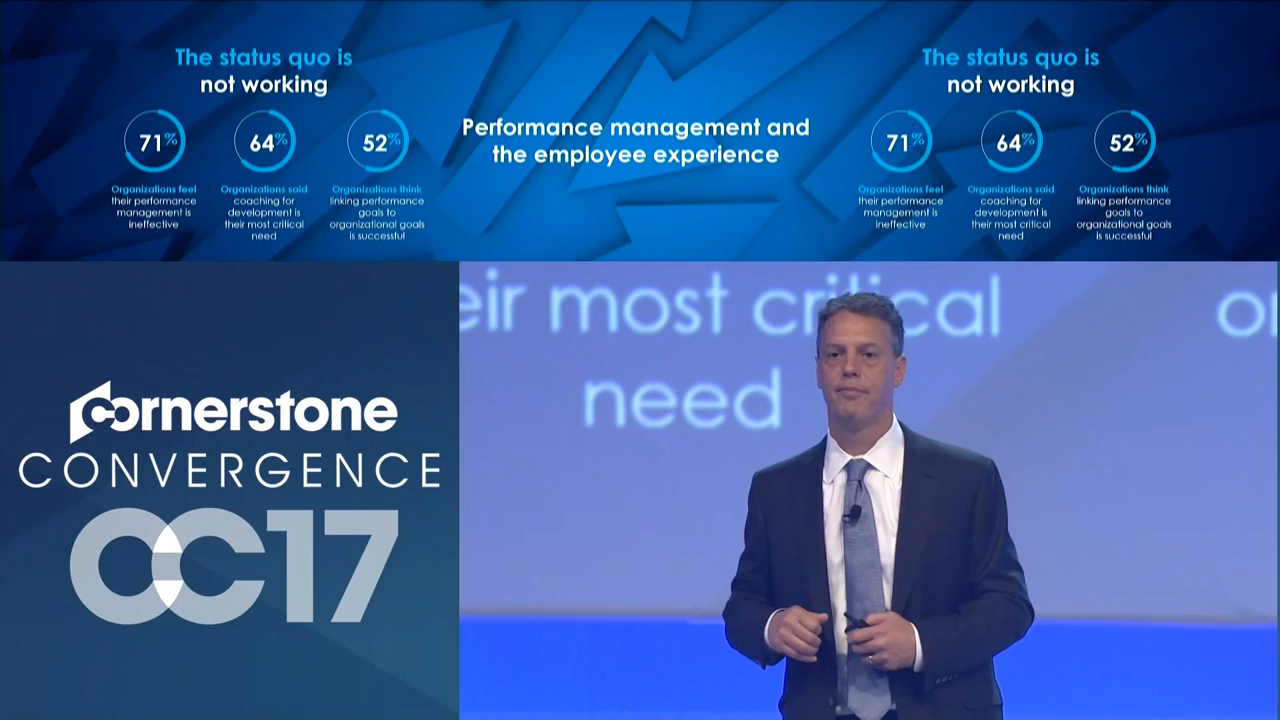 The status quo is
not working
71%
64%
52%
Organizations feel
their performance
management is
ineffective
Organizations said
coaching for
development is
their most critical
need
Organizations think
linking performance
goals to
organizational goals
is successful
Performance management and
the employee experience
The status quo is
not working
71%
64%
52%
Organizations feel
their performance
management is
ineffective
Organizations said
coaching for
development is
their most critical
need
Organizations think
linking performance
goals to
organizational goals
is successful
Cornerstone
CONVERGENCE
CC17
eir most critical
need
or